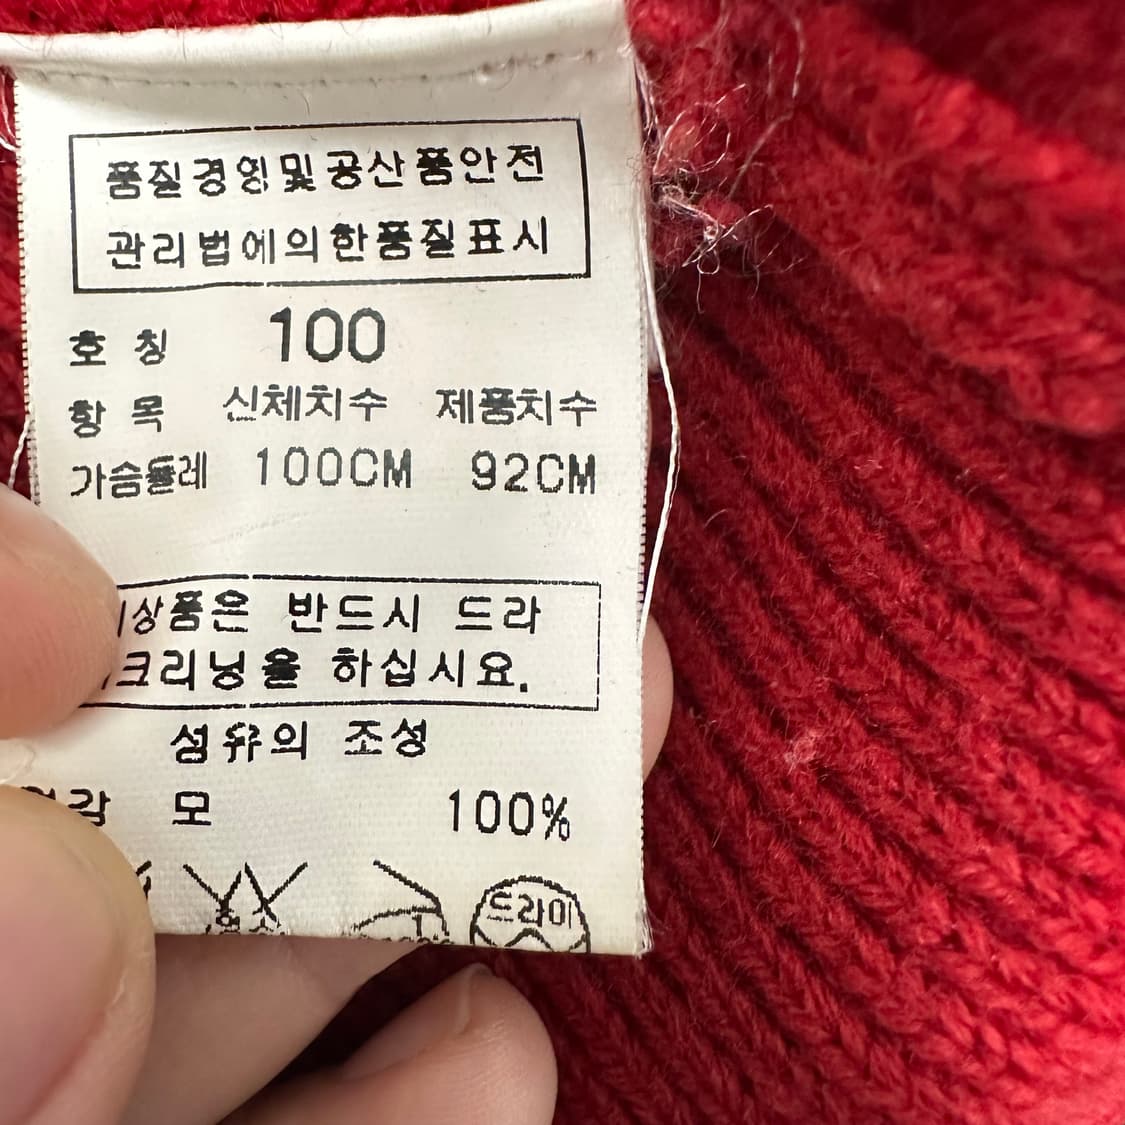 품질경영및공산품안전
관리법에의한품질표시
호 칭 100
항 목 신체치수 제품치수
가슴둘레 100CM 92CM
상품은 반드시 드라
크리닝을 하십시요.
섬유의 조성
모 100%
드라이